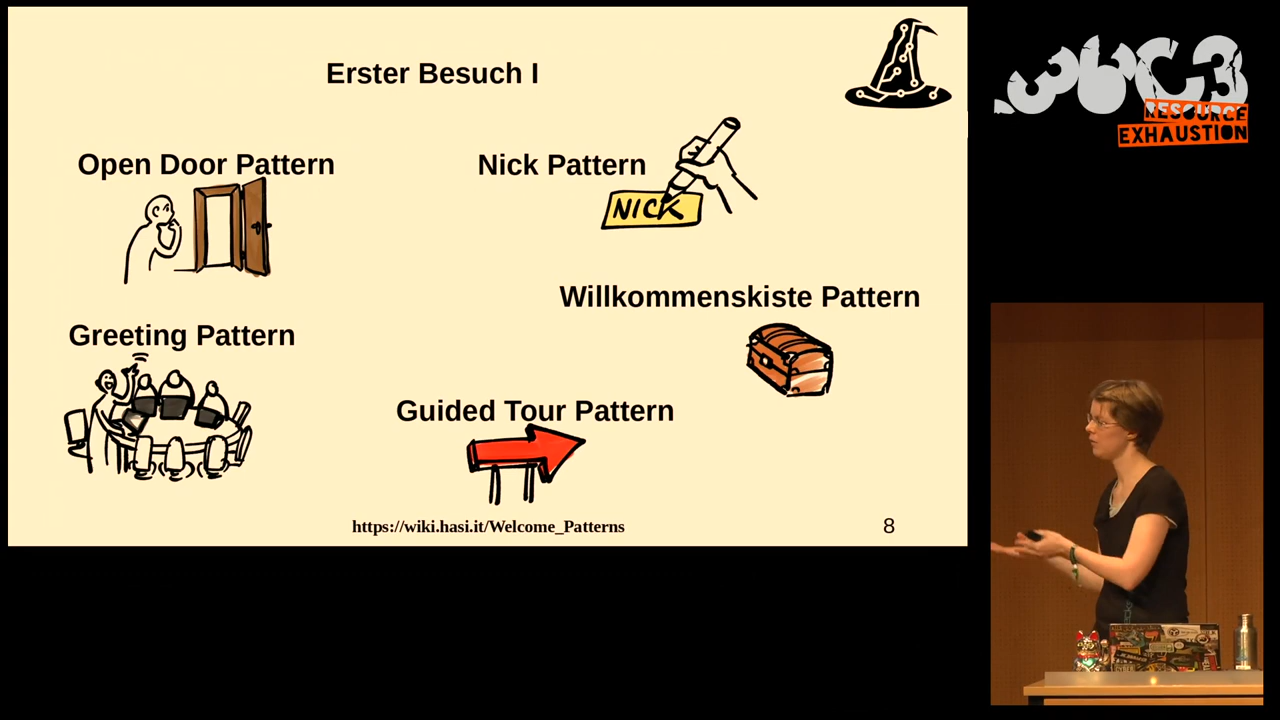 Erster Besuch I
Open Door Pattern
Nick Pattern
NICK
Willkommenskiste Pattern
Greeting Pattern
Guided Tour Pattern
https://wiki.hasi.it/Welcome_Patterns
8
36C3
RESOURCE
EXHAUSTION